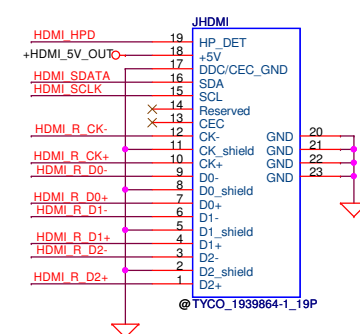 JHDMI
HDMI_HPD 19 HP_DET
+HDMI_5V_OUT 18 +5V
17 DDC/CEC_GND
HDMI_SDATA 16 SDA
HDMI_SCLK 15 SCL
14 Reserved
13 CEC
HDMI_R_CK- 12 CK- GND 20
11 CK_shield GND 21
HDMI_R_CK+ 10 CK+ GND 22
HDMI_R_D0- 9 D0- GND 23
8 D0_shield
HDMI_R_D0+ 7 D0+
HDMI_R_D1- 6 D1-
5 D1_shield
HDMI_R_D1+ 4 D1+
HDMI_R_D2- 3 D2-
2 D2_shield
HDMI_R_D2+ 1 D2+
@TYCO_1939864-1_19P